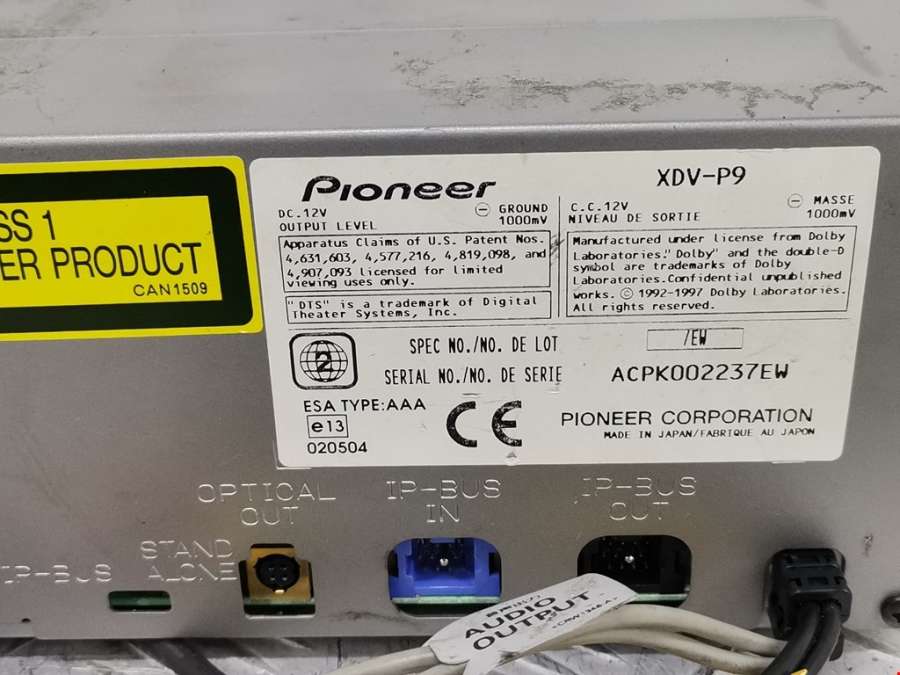 SS 1
ER PRODUCT
CAN1509
Pioneer
XDV-P9
DC.12V
GROUND
OUTPUT LEVEL
1000mV
C.C.12V
MASSE
NIVEAU DE SORTIE
1000mV
Apparatus Claims of U.S. Patent Nos.
4,631,603, 4,577,216, 4,819,098, and
4,907,093 licensed for limited
viewing uses only.
"DTS" is a trademark of Digital
Theater Systems, Inc.
Manufactured under license from Dolby
Laboratories."Dolby" and the double-D
symbol are trademarks of Dolby
Laboratories.Confidential unpublished
works. © 1992-1997 Dolby Laboratories.
All rights reserved.
2
SPEC NO./NO. DE LOT
/EW
SERIAL NO./NO. DE SERIE
ACPK002237EW
ESA TYPE:AAA
e13
020504
CE
PIONEER CORPORATION
MADE IN JAPAN/FABRIQUE AU JAPON
OPTICAL
OUT
IP-BUS
IN
IP-BUS
OUT
IP-BUS
STAND
ALONE
AUDIO
OUTPUT